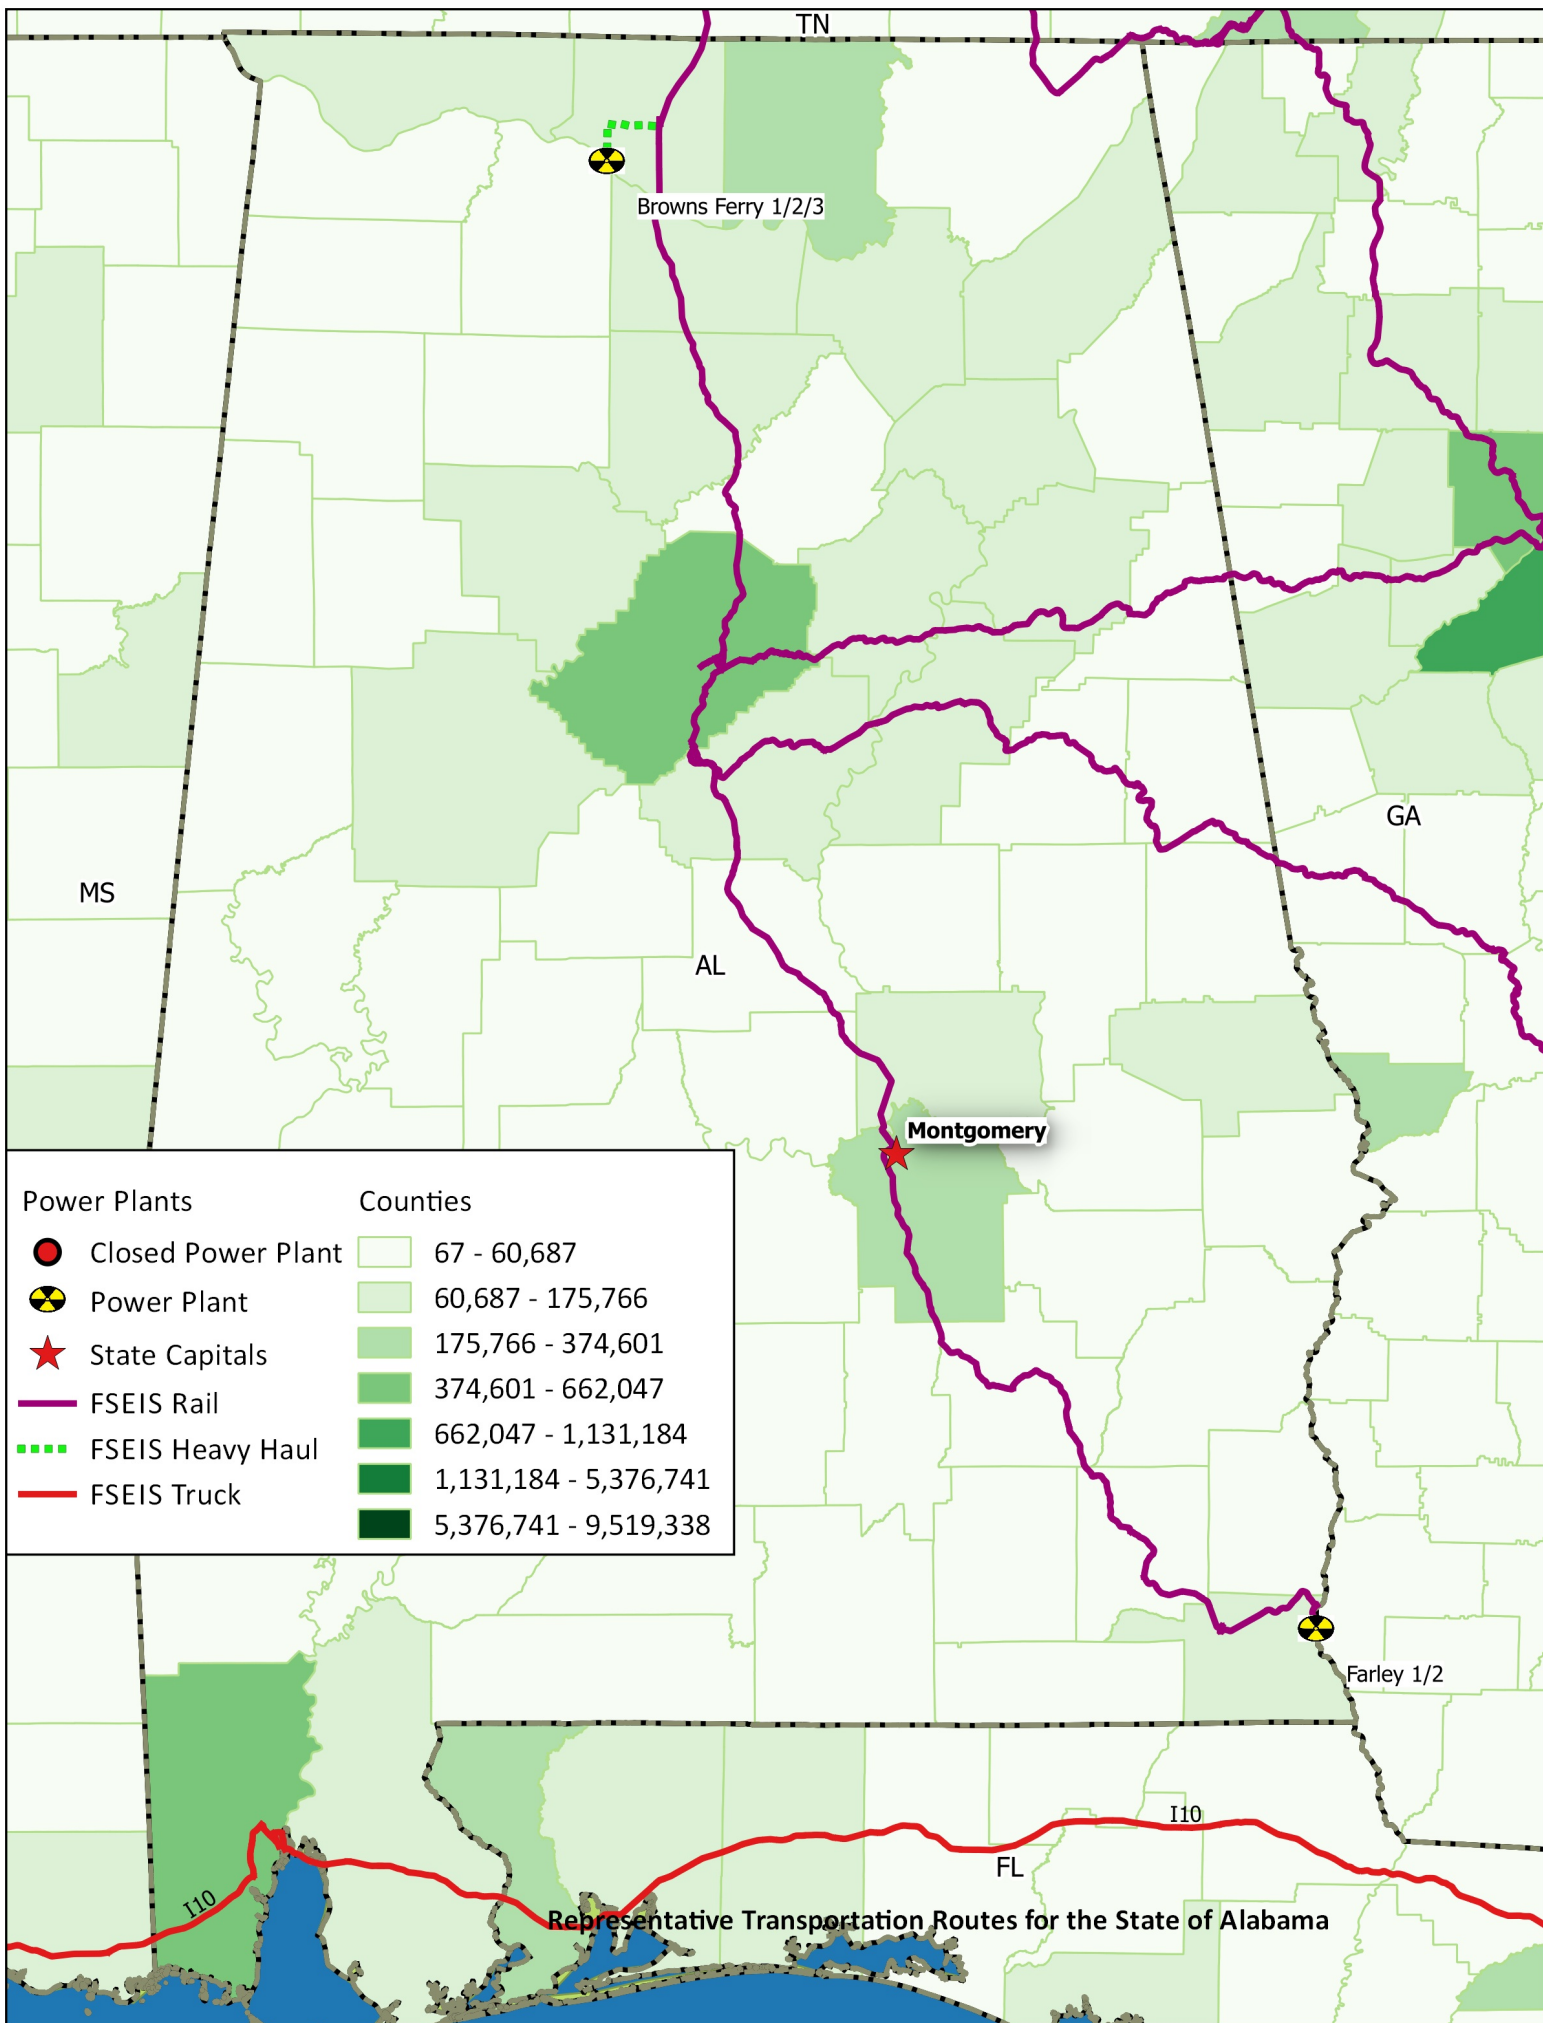 TN
Browns Ferry 1/2/3
GA
MS
AL
Montgomery
Power Plants
Closed Power Plant
Power Plant
State Capitals
FSEIS Rail
FSEIS Heavy Haul
FSEIS Truck
Counties
67 - 60,687
60,687 - 175,766
175,766 - 374,601
374,601 - 662,047
662,047 - 1,131,184
1,131,184 - 5,376,741
5,376,741 - 9,519,338
Farley 1/2
I10
FL
I10
Representative Transportation Routes for the State of Alabama